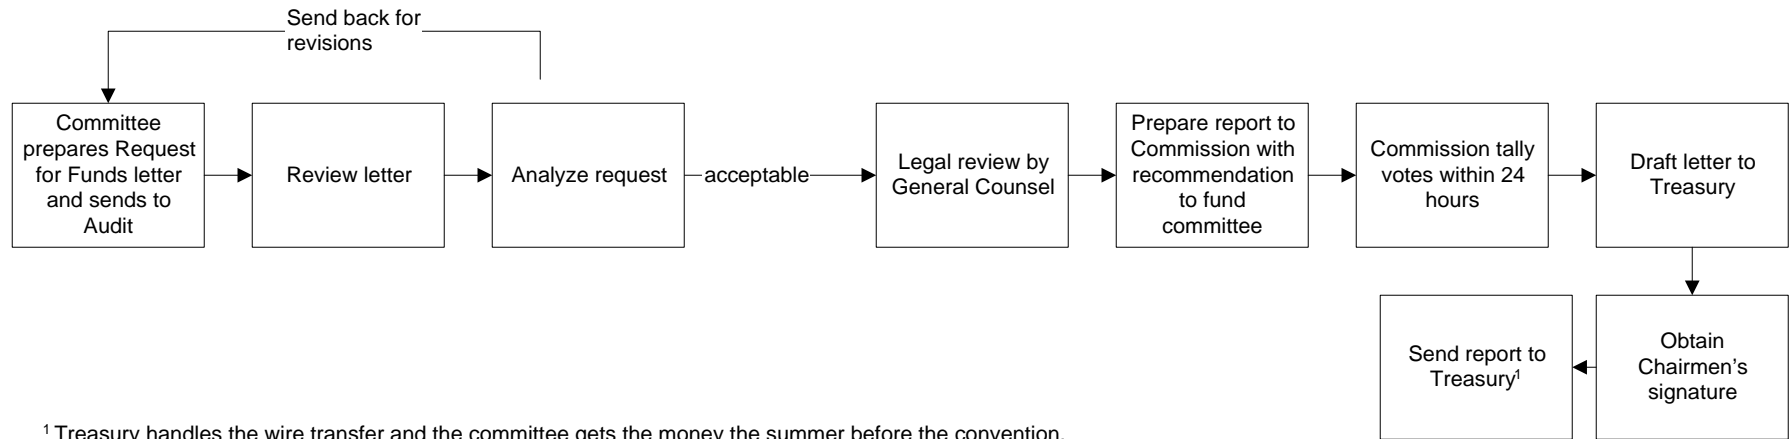 Send back for
revisions
Committee
prepares Request
for Funds letter
and sends to
Audit
Review letter
Analyze request
acceptable
Legal review by
General Counsel
Prepare report to
Commission with
recommendation
to fund
committee
Commission tally
votes within 24
hours
Draft letter to
Treasury
Obtain
Chairmen’s
signature
Send report to
Treasury¹
¹ Treasury handles the wire transfer and the committee gets the money the summer before the convention.